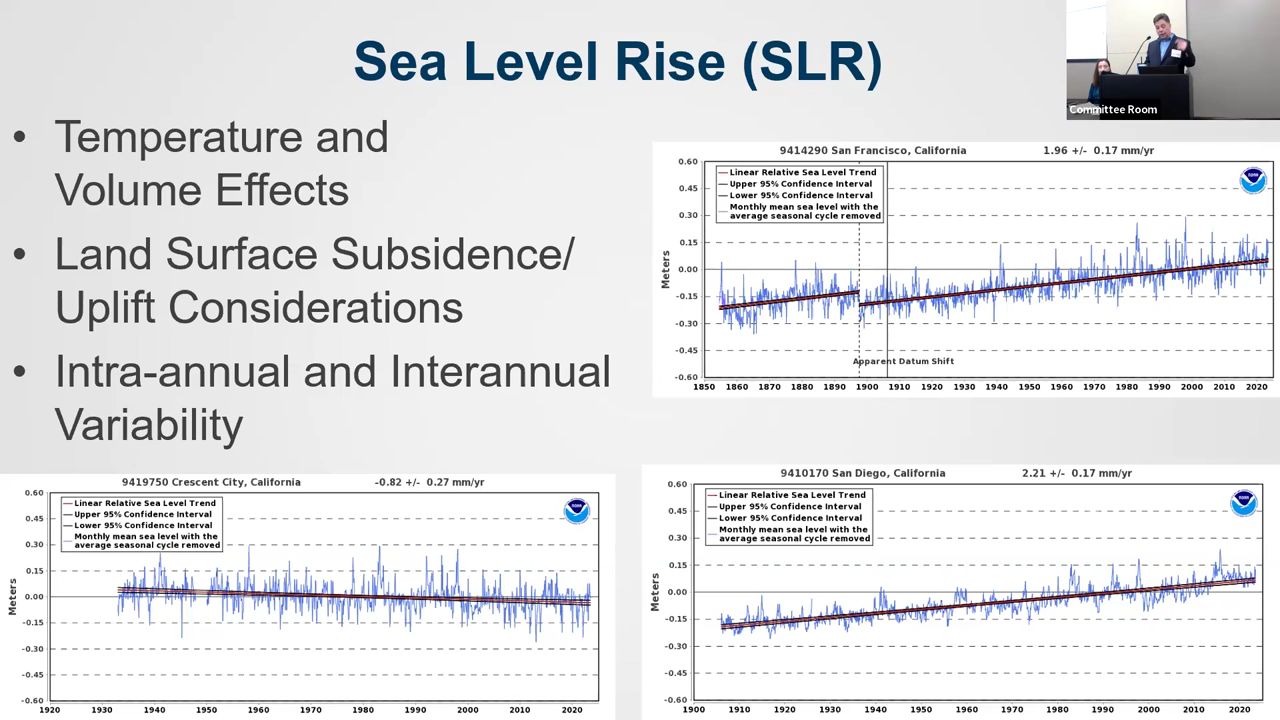 Sea Level Rise (SLR)
Committee Room
• Temperature and
Volume Effects
• Land Surface Subsidence/
Uplift Considerations
• Intra-annual and Interannual
Variability
9414290 San Francisco, California 1.96 +/- 0.17 mm/yr
Linear Relative Sea Level Trend
Upper 95% Confidence Interval
Lower 95% Confidence Interval
Monthly mean sea level with the
average seasonal cycle removed
Meters
0.60
0.45
0.30
0.15
0.00
-0.15
-0.30
-0.45
-0.60
Apparent Datum Shift
1850 1860 1870 1880 1890 1900 1910 1920 1930 1940 1950 1960 1970 1980 1990 2000 2010 2020
9419750 Crescent City, California -0.82 +/- 0.27 mm/yr
Linear Relative Sea Level Trend
Upper 95% Confidence Interval
Lower 95% Confidence Interval
Monthly mean sea level with the
average seasonal cycle removed
Meters
0.60
0.45
0.30
0.15
0.00
-0.15
-0.30
-0.45
-0.60
1920 1930 1940 1950 1960 1970 1980 1990 2000 2010 2020
9410170 San Diego, California 2.21 +/- 0.17 mm/yr
Linear Relative Sea Level Trend
Upper 95% Confidence Interval
Lower 95% Confidence Interval
Monthly mean sea level with the
average seasonal cycle removed
Meters
0.60
0.45
0.30
0.15
0.00
-0.15
-0.30
-0.45
-0.60
1900 1910 1920 1930 1940 1950 1960 1970 1980 1990 2000 2010 2020